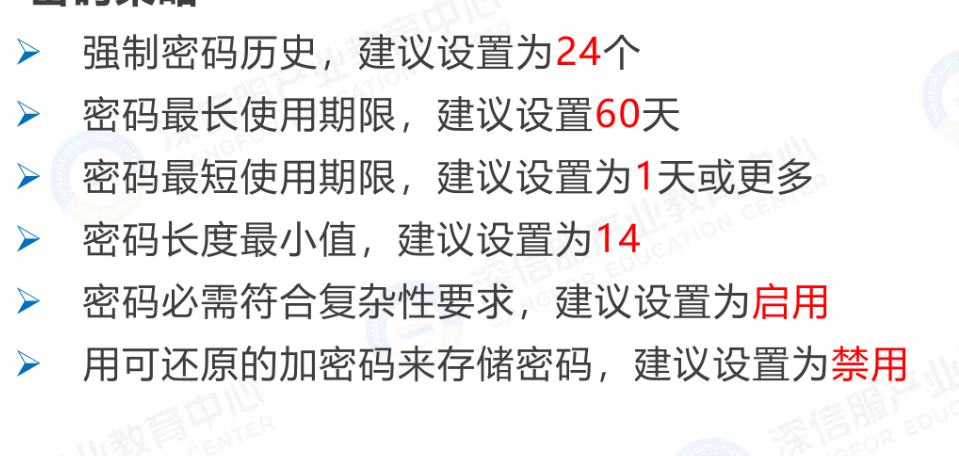 密码策略
强制密码历史，建议设置为24个
密码最长使用期限，建议设置60天
密码最短使用期限，建议设置为1天或更多
密码长度最小值，建议设置为14
密码必需符合复杂性要求，建议设置为启用
用可还原的加密码来存储密码，建议设置为禁用
深信服产业教育中心
SANGFOR EDUCATION CENTER